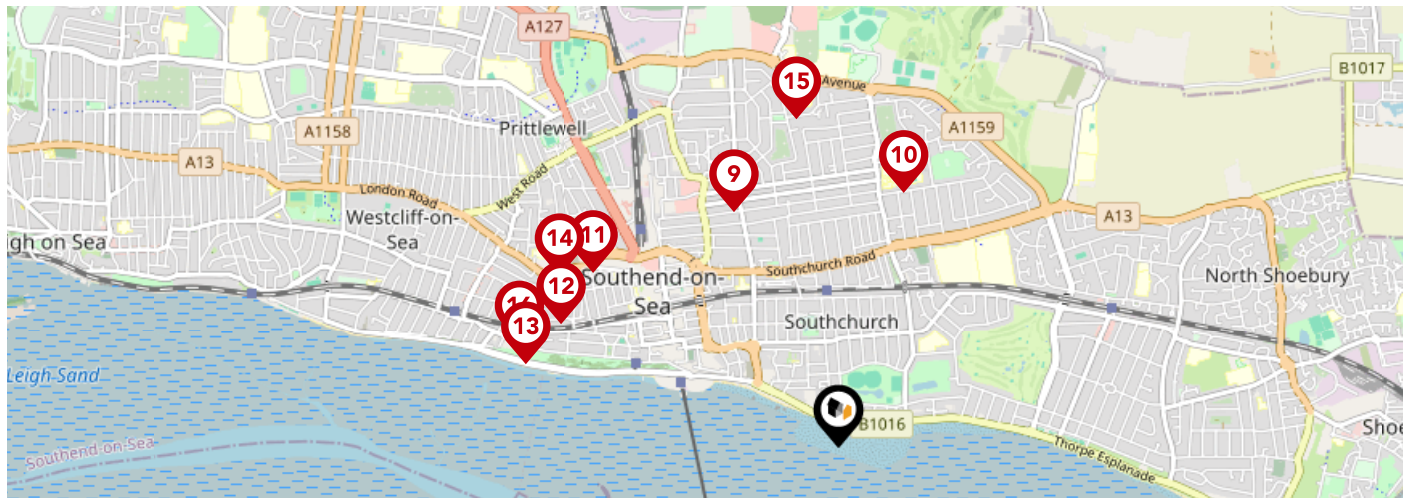 A127
B1017
15
Avenue
A1158
Prittlewell
A1159
A13
10
9
West Road
London Road
Westcliff-on-
Sea
A13
14
11
gh on Sea
Southchurch Road
12
Southend-on-
Sea
North Shoebury
13
Southchurch
Leigh Sand
B1016
Shoe
Southend-on-Sea
Thorpe Esplanade